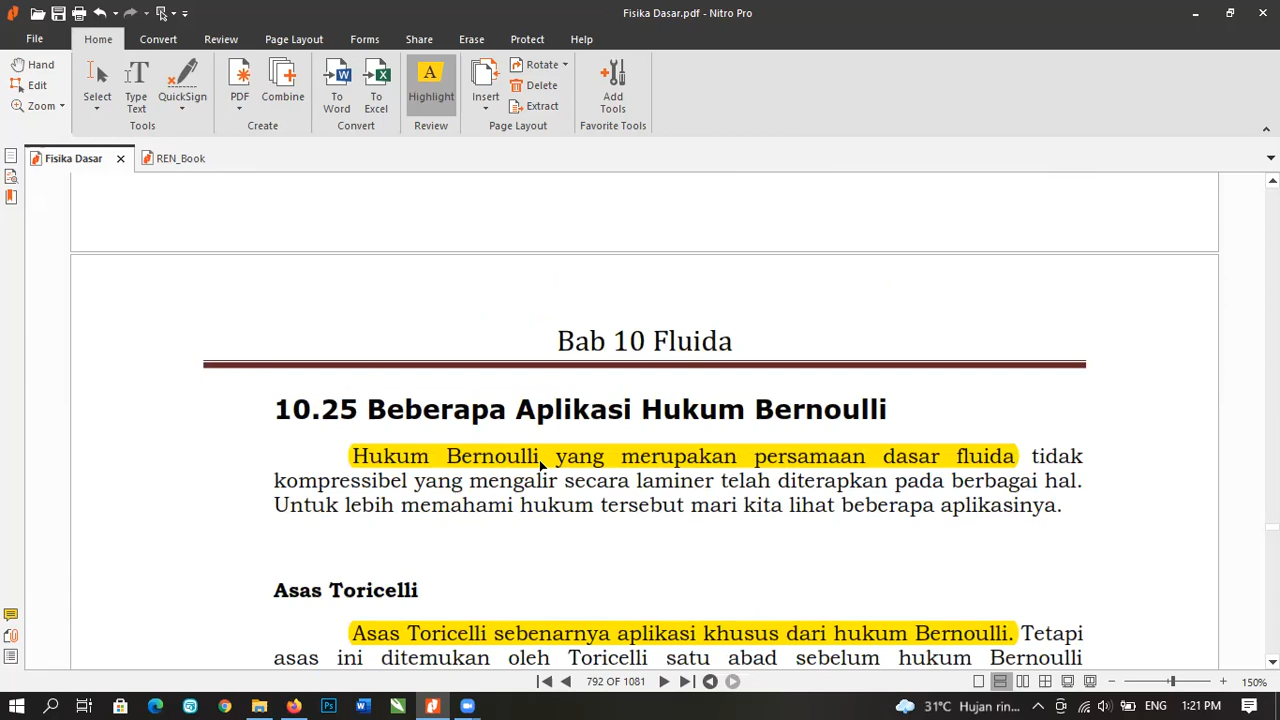 Fisika Dasar.pdf - Nitro Pro
File Home Convert Review Page Layout Forms Share Erase Protect Help
Hand
Edit
Zoom
Select
Type Text
QuickSign
Tools
PDF
Combine
Create
To Word
To Excel
Convert
A
Highlight
Review
Insert
Rotate
Delete
Extract
Page Layout
Add Tools
Favorite Tools
Fisika Dasar
REN_Book
Bab 10 Fluida
10.25 Beberapa Aplikasi Hukum Bernoulli
Hukum Bernoulli yang merupakan persamaan dasar fluida tidak
kompressibel yang mengalir secara laminer telah diterapkan pada berbagai hal.
Untuk lebih memahami hukum tersebut mari kita lihat beberapa aplikasinya.
Asas Toricelli
Asas Toricelli sebenarnya aplikasi khusus dari hukum Bernoulli. Tetapi
asas ini ditemukan oleh Toricelli satu abad sebelum hukum Bernoulli
792 OF 1081
150%
Ps
31°C Hujan rin...
ENG
1:21 PM